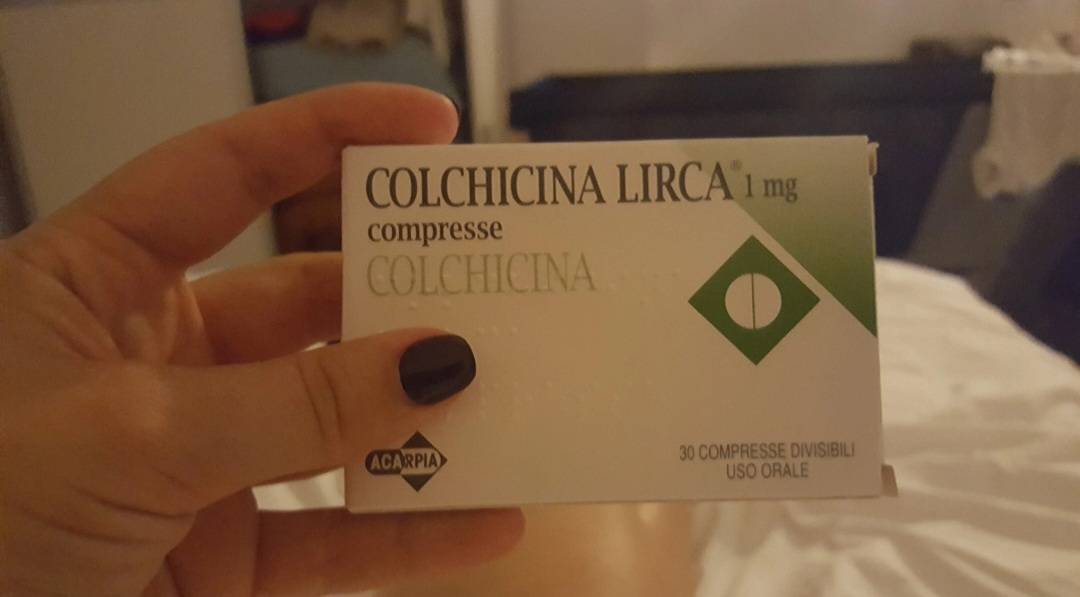 COLCHICINA LIRCA® 1 mg
compresse
COLCHICINA
ACARPIA
30 COMPRESSE DIVISIBILI
USO ORALE